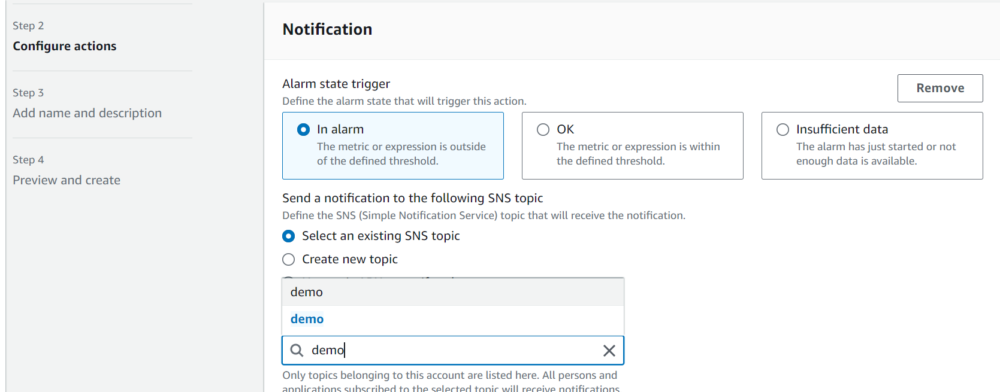 Step 2
Configure actions
Step 3
Add name and description
Step 4
Preview and create
Notification
Alarm state trigger
Define the alarm state that will trigger this action.
Remove
In alarm
The metric or expression is outside
of the defined threshold.
OK
The metric or expression is within
the defined threshold.
Insufficient data
The alarm has just started or not
enough data is available.
Send a notification to the following SNS topic
Define the SNS (Simple Notification Service) topic that will receive the notification.
Select an existing SNS topic
Create new topic
demo
demo
demo
Only topics belonging to this account are listed here. All persons and
applications subscribed to the selected topic will receive notifications